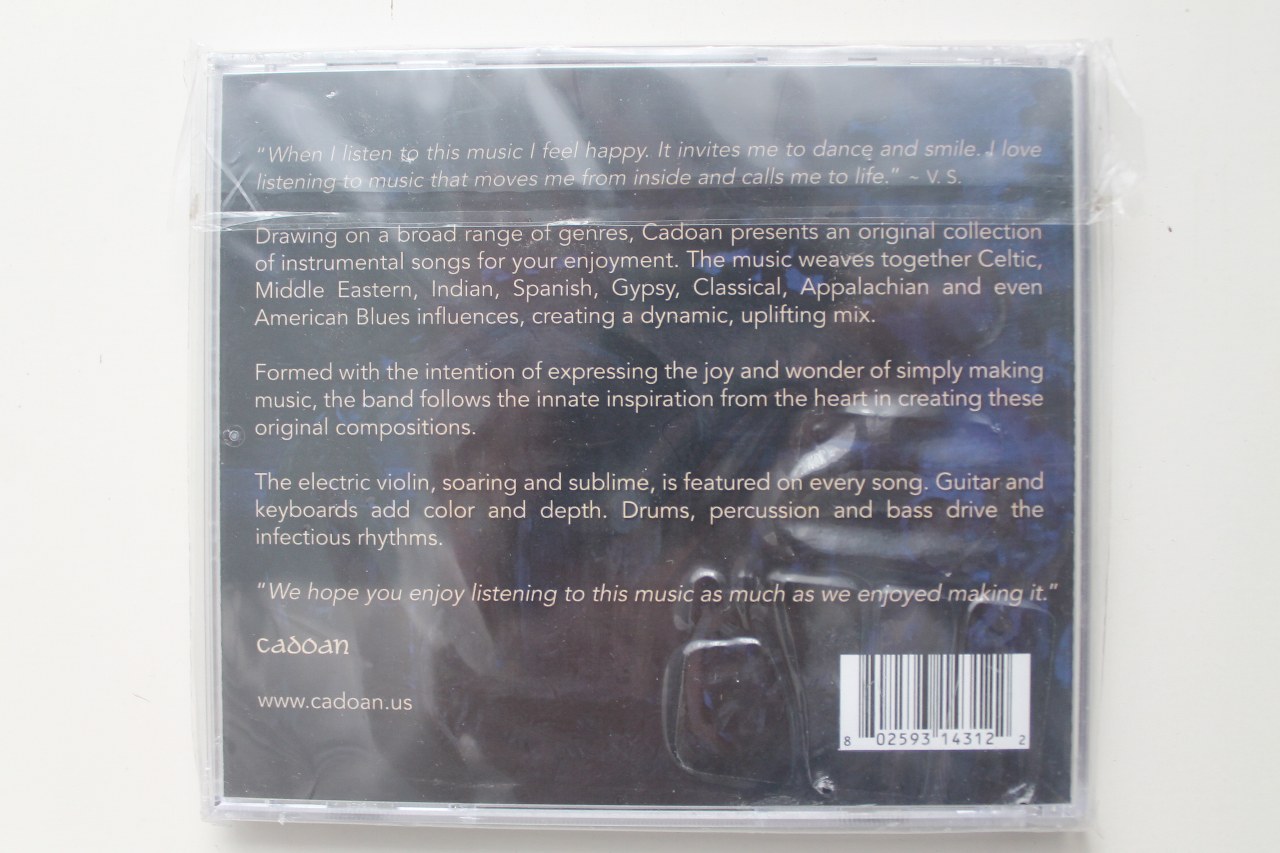 "When I listen to this music I feel happy. It invites me to dance and smile. I love
listening to music that moves me from inside and calls me to life." ~ V. S.
Drawing on a broad range of genres, Cadoan presents an original collection
of instrumental songs for your enjoyment. The music weaves together Celtic,
Middle Eastern, Indian, Spanish, Gypsy, Classical, Appalachian and even
American Blues influences, creating a dynamic, uplifting mix.
Formed with the intention of expressing the joy and wonder of simply making
music, the band follows the innate inspiration from the heart in creating these
original compositions.
The electric violin, soaring and sublime, is featured on every song. Guitar and
keyboards add color and depth. Drums, percussion and bass drive the
infectious rhythms.
"We hope you enjoy listening to this music as much as we enjoyed making it."
cadoan
www.cadoan.us
8 02593 14312 2